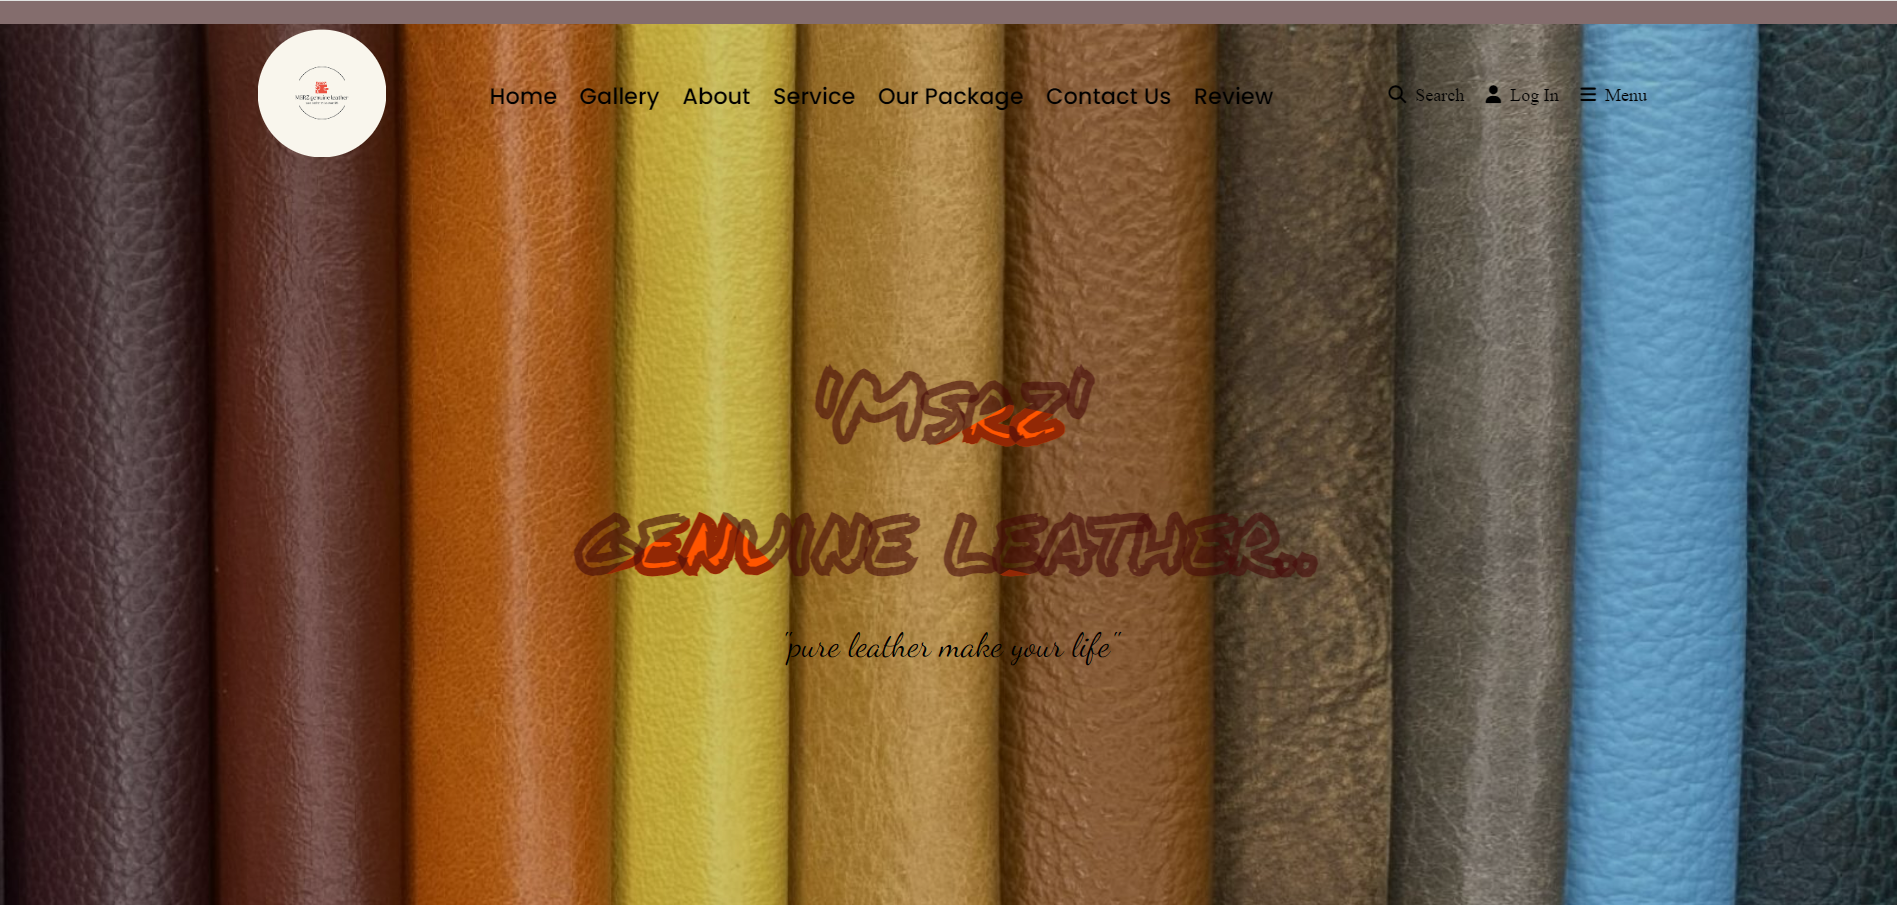 MSRZ genuine leather
Home Gallery About Service Our Package Contact Us Review
Search Log In Menu
'MSRZ'
GENUINE LEATHER..
"pure leather make your life"